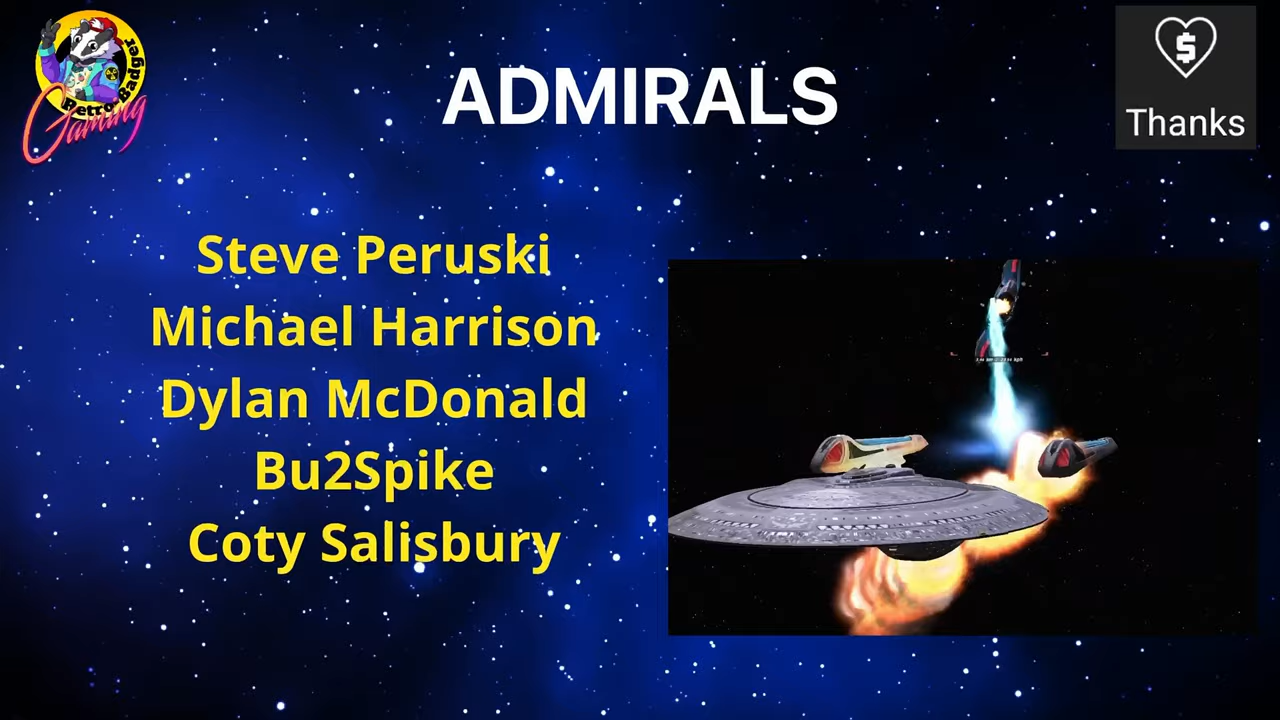 Retro-Badger
Gaming
ADMIRALS
Thanks
Steve Peruski
Michael Harrison
Dylan McDonald
Bu2Spike
Coty Salisbury